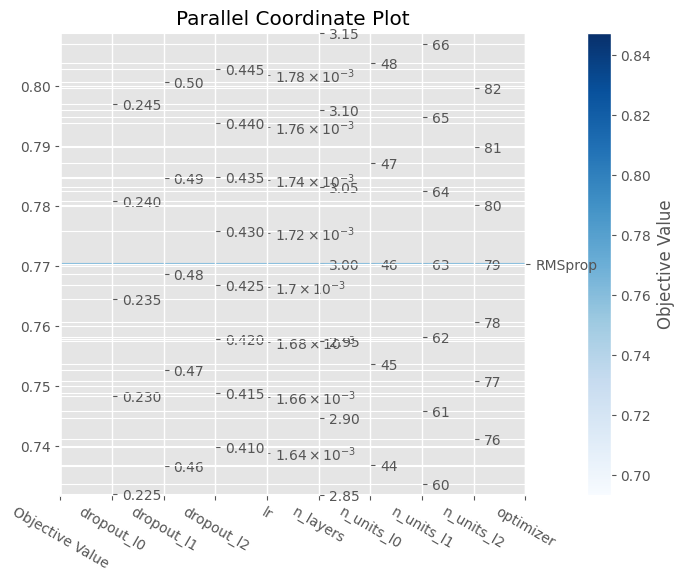 Parallel Coordinate Plot
0.80
0.79
0.78
0.77
0.76
0.75
0.74
0.245
0.240
0.235
0.230
0.225
0.50
0.49
0.48
0.47
0.46
0.445
0.440
0.435
0.430
0.425
0.420
0.415
0.410
1.78 × 10⁻³
1.76 × 10⁻³
1.74 × 10⁻³
1.72 × 10⁻³
1.7 × 10⁻³
1.68 × 10⁻³
1.66 × 10⁻³
1.64 × 10⁻³
3.15
3.10
3.05
3.00
2.95
2.90
2.85
48
47
46
45
44
66
65
64
63
62
61
60
82
81
80
79
78
77
76
RMSprop
Objective Value
dropout_l0
dropout_l1
dropout_l2
lr
n_layers
n_units_l0
n_units_l1
n_units_l2
optimizer
0.84
0.82
0.80
0.78
0.76
0.74
0.72
0.70
Objective Value